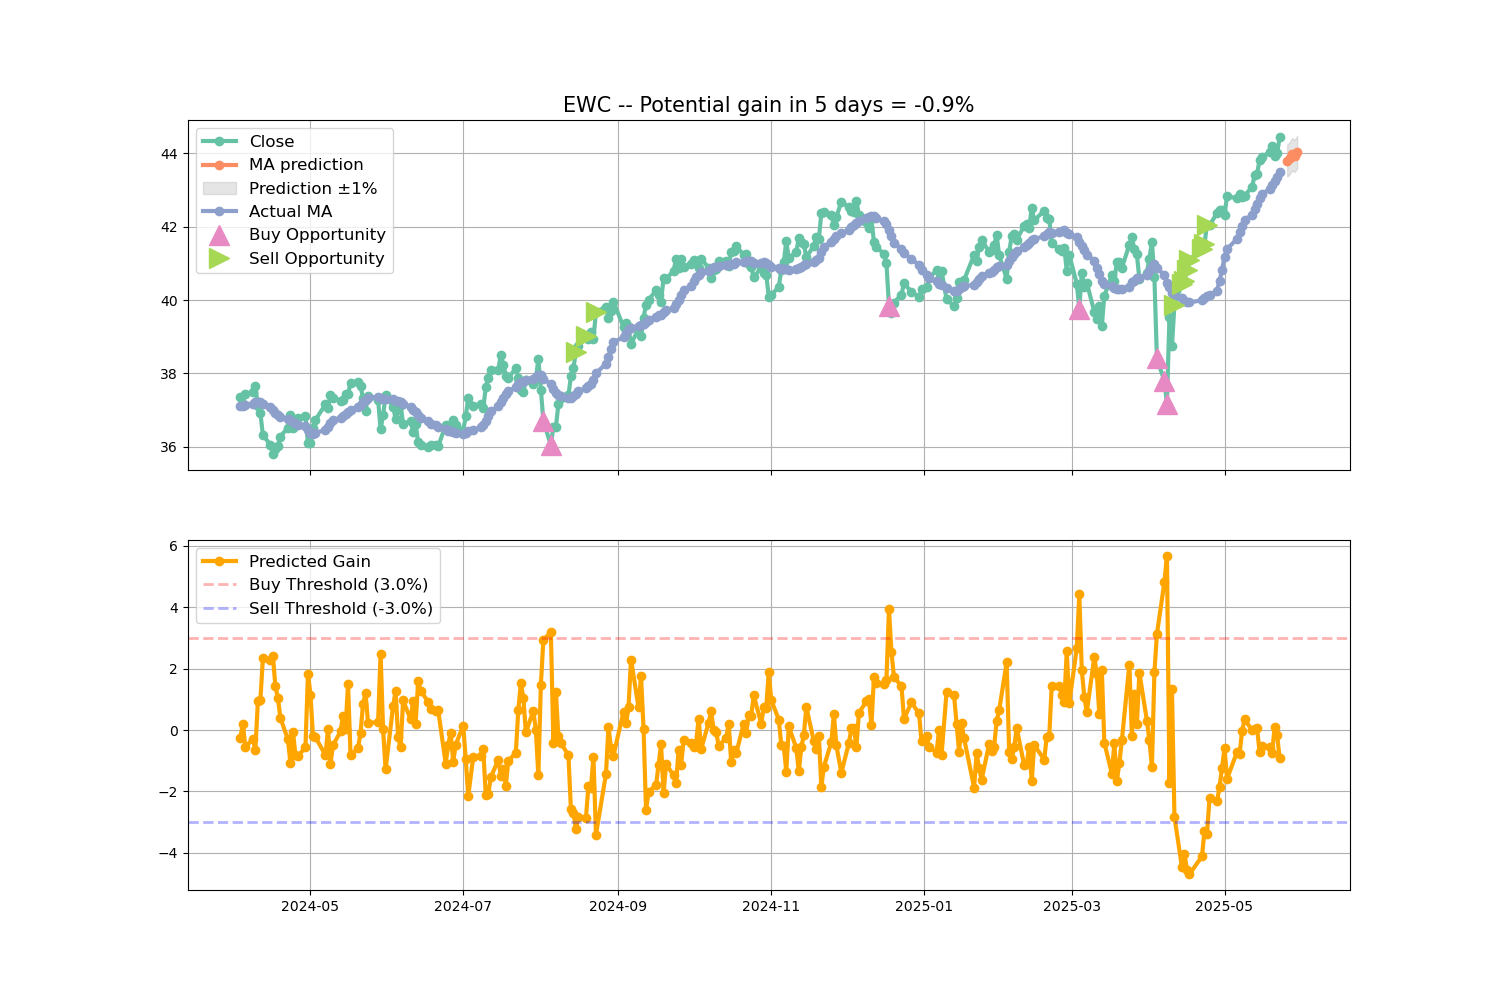 EWC -- Potential gain in 5 days = -0.9%
Close
MA prediction
Prediction ±1%
Actual MA
Buy Opportunity
Sell Opportunity
44
42
40
38
36
Predicted Gain
Buy Threshold (3.0%)
Sell Threshold (-3.0%)
6
4
2
0
−2
−4
2024-05 2024-07 2024-09 2024-11 2025-01 2025-03 2025-05